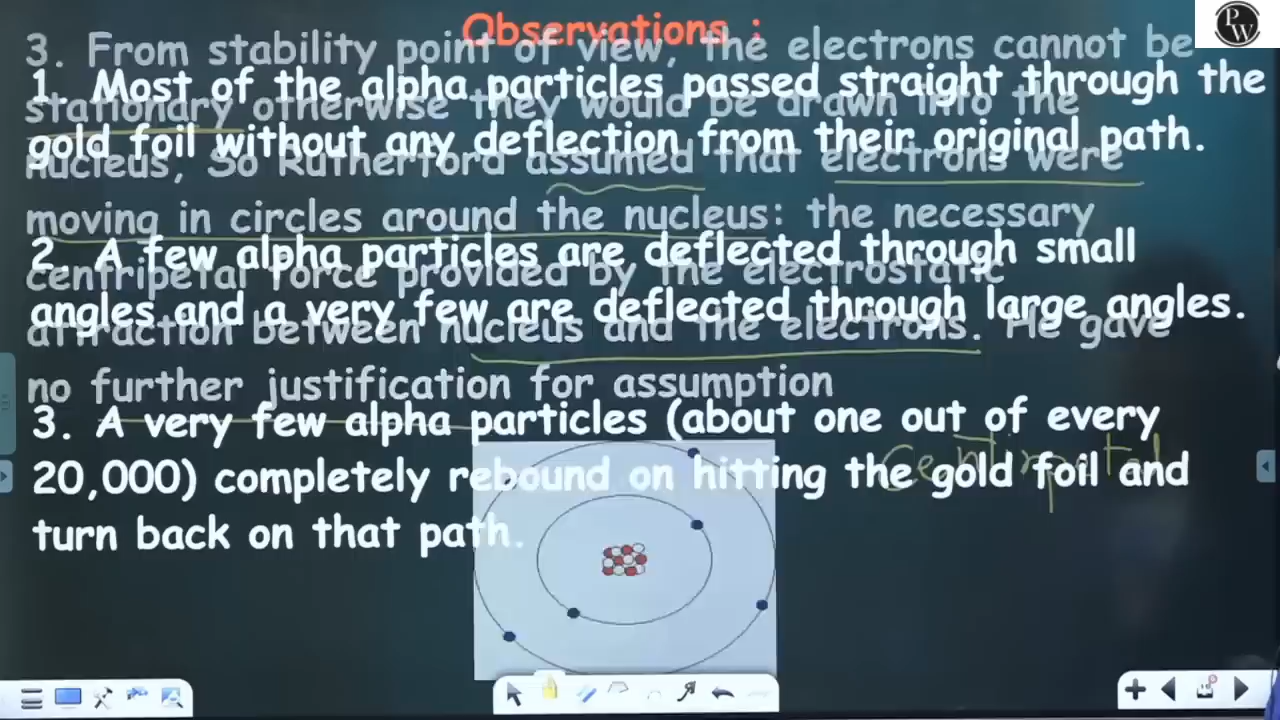 Observations :
3. From stability point of view, the electrons cannot be
1. Most of the alpha particles passed straight through the
stationary otherwise they would be drawn into the
gold foil without any deflection from their original path.
nucleus, So Rutherford assumed that electrons were
moving in circles around the nucleus: the necessary
2. A few alpha particles are deflected through small
centripetal force provided by the electrostatic
angles and a very few are deflected through large angles.
attraction between nucleus and the electrons. He gave
no further justification for assumption
3. A very few alpha particles (about one out of every
20,000) completely rebound on hitting the gold foil and
turn back on that path.
PW